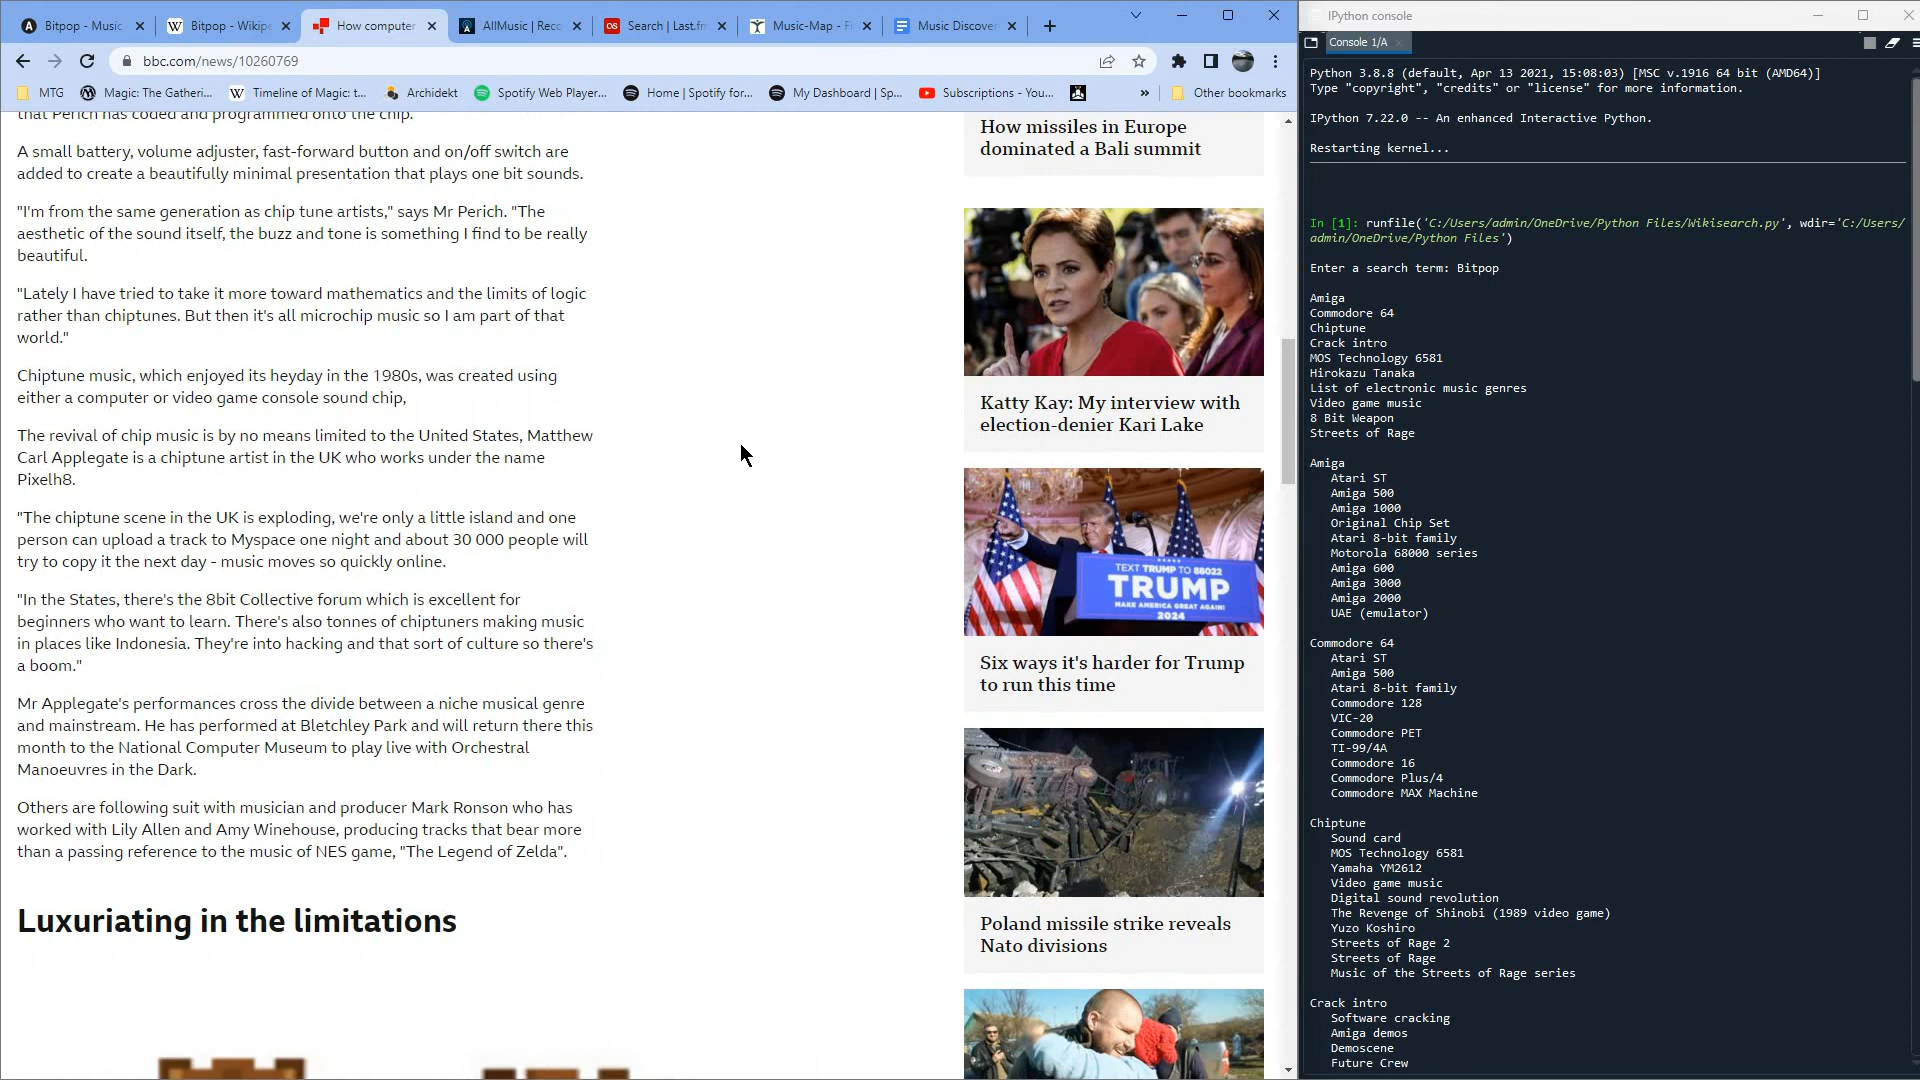 Bitpop - Music
Bitpop - Wikipe
How computer
AllMusic | Reco
Search | Last.fm
Music-Map - Fi
Music Discover
bbc.com/news/10260769
MTG
Magic: The Gatheri...
Timeline of Magic: t...
Archidekt
Spotify Web Player...
Home | Spotify for...
My Dashboard | Sp...
Subscriptions - You...
»
Other bookmarks
that Perich has coded and programmed onto the chip.
A small battery, volume adjuster, fast-forward button and on/off switch are
added to create a beautifully minimal presentation that plays one bit sounds.
"I'm from the same generation as chip tune artists," says Mr Perich. "The
aesthetic of the sound itself, the buzz and tone is something I find to be really
beautiful.
"Lately I have tried to take it more toward mathematics and the limits of logic
rather than chiptunes. But then it's all microchip music so I am part of that
world."
Chiptune music, which enjoyed its heyday in the 1980s, was created using
either a computer or video game console sound chip,
The revival of chip music is by no means limited to the United States, Matthew
Carl Applegate is a chiptune artist in the UK who works under the name
Pixelh8.
"The chiptune scene in the UK is exploding, we're only a little island and one
person can upload a track to Myspace one night and about 30 000 people will
try to copy it the next day - music moves so quickly online.
"In the States, there's the 8bit Collective forum which is excellent for
beginners who want to learn. There's also tonnes of chiptuners making music
in places like Indonesia. They're into hacking and that sort of culture so there's
a boom."
Mr Applegate's performances cross the divide between a niche musical genre
and mainstream. He has performed at Bletchley Park and will return there this
month to the National Computer Museum to play live with Orchestral
Manoeuvres in the Dark.
Others are following suit with musician and producer Mark Ronson who has
worked with Lily Allen and Amy Winehouse, producing tracks that bear more
than a passing reference to the music of NES game, "The Legend of Zelda".
Luxuriating in the limitations
How missiles in Europe
dominated a Bali summit
Katty Kay: My interview with
election-denier Kari Lake
TEXT TRUMP TO 88022
TRUMP
MAKE AMERICA GREAT AGAIN!
2024
Six ways it's harder for Trump
to run this time
Poland missile strike reveals
Nato divisions
IPython console
Console 1/A
Python 3.8.8 (default, Apr 13 2021, 15:08:03) [MSC v.1916 64 bit (AMD64)]
Type "copyright", "credits" or "license" for more information.
IPython 7.22.0 -- An enhanced Interactive Python.
Restarting kernel...
In [1]: runfile('C:/Users/admin/OneDrive/Python Files/Wikisearch.py', wdir='C:/Users/
admin/OneDrive/Python Files')
Enter a search term: Bitpop
Amiga
Commodore 64
Chiptune
Crack intro
MOS Technology 6581
Hirokazu Tanaka
List of electronic music genres
Video game music
8 Bit Weapon
Streets of Rage
Amiga
Atari ST
Amiga 500
Amiga 1000
Original Chip Set
Atari 8-bit family
Motorola 68000 series
Amiga 600
Amiga 3000
Amiga 2000
UAE (emulator)
Commodore 64
Atari ST
Amiga 500
Atari 8-bit family
Commodore 128
VIC-20
Commodore PET
TI-99/4A
Commodore 16
Commodore Plus/4
Commodore MAX Machine
Chiptune
Sound card
MOS Technology 6581
Yamaha YM2612
Video game music
Digital sound revolution
The Revenge of Shinobi (1989 video game)
Yuzo Koshiro
Streets of Rage 2
Streets of Rage
Music of the Streets of Rage series
Crack intro
Software cracking
Amiga demos
Demoscene
Future Crew